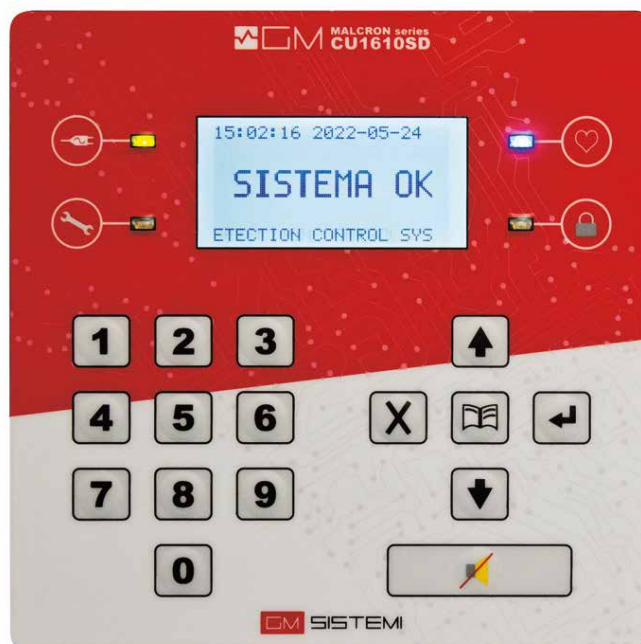 GM MALCRON series
CU1610SD
15:02:16 2022-05-24
SISTEMA OK
ETECTION CONTROL SYS
1 2 3
4 5 6 X
7 8 9
0
GM SISTEMI